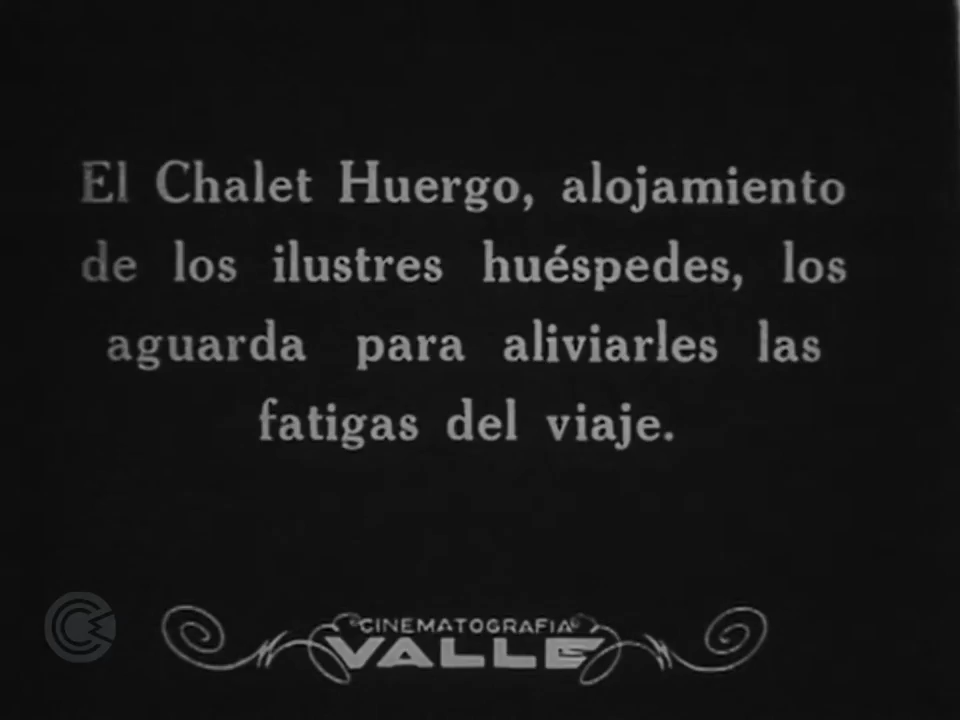 El Chalet Huergo, alojamiento
de los ilustres huéspedes, los
aguarda para aliviarles las
fatigas del viaje.
CINEMATOGRAFIA
VALLE